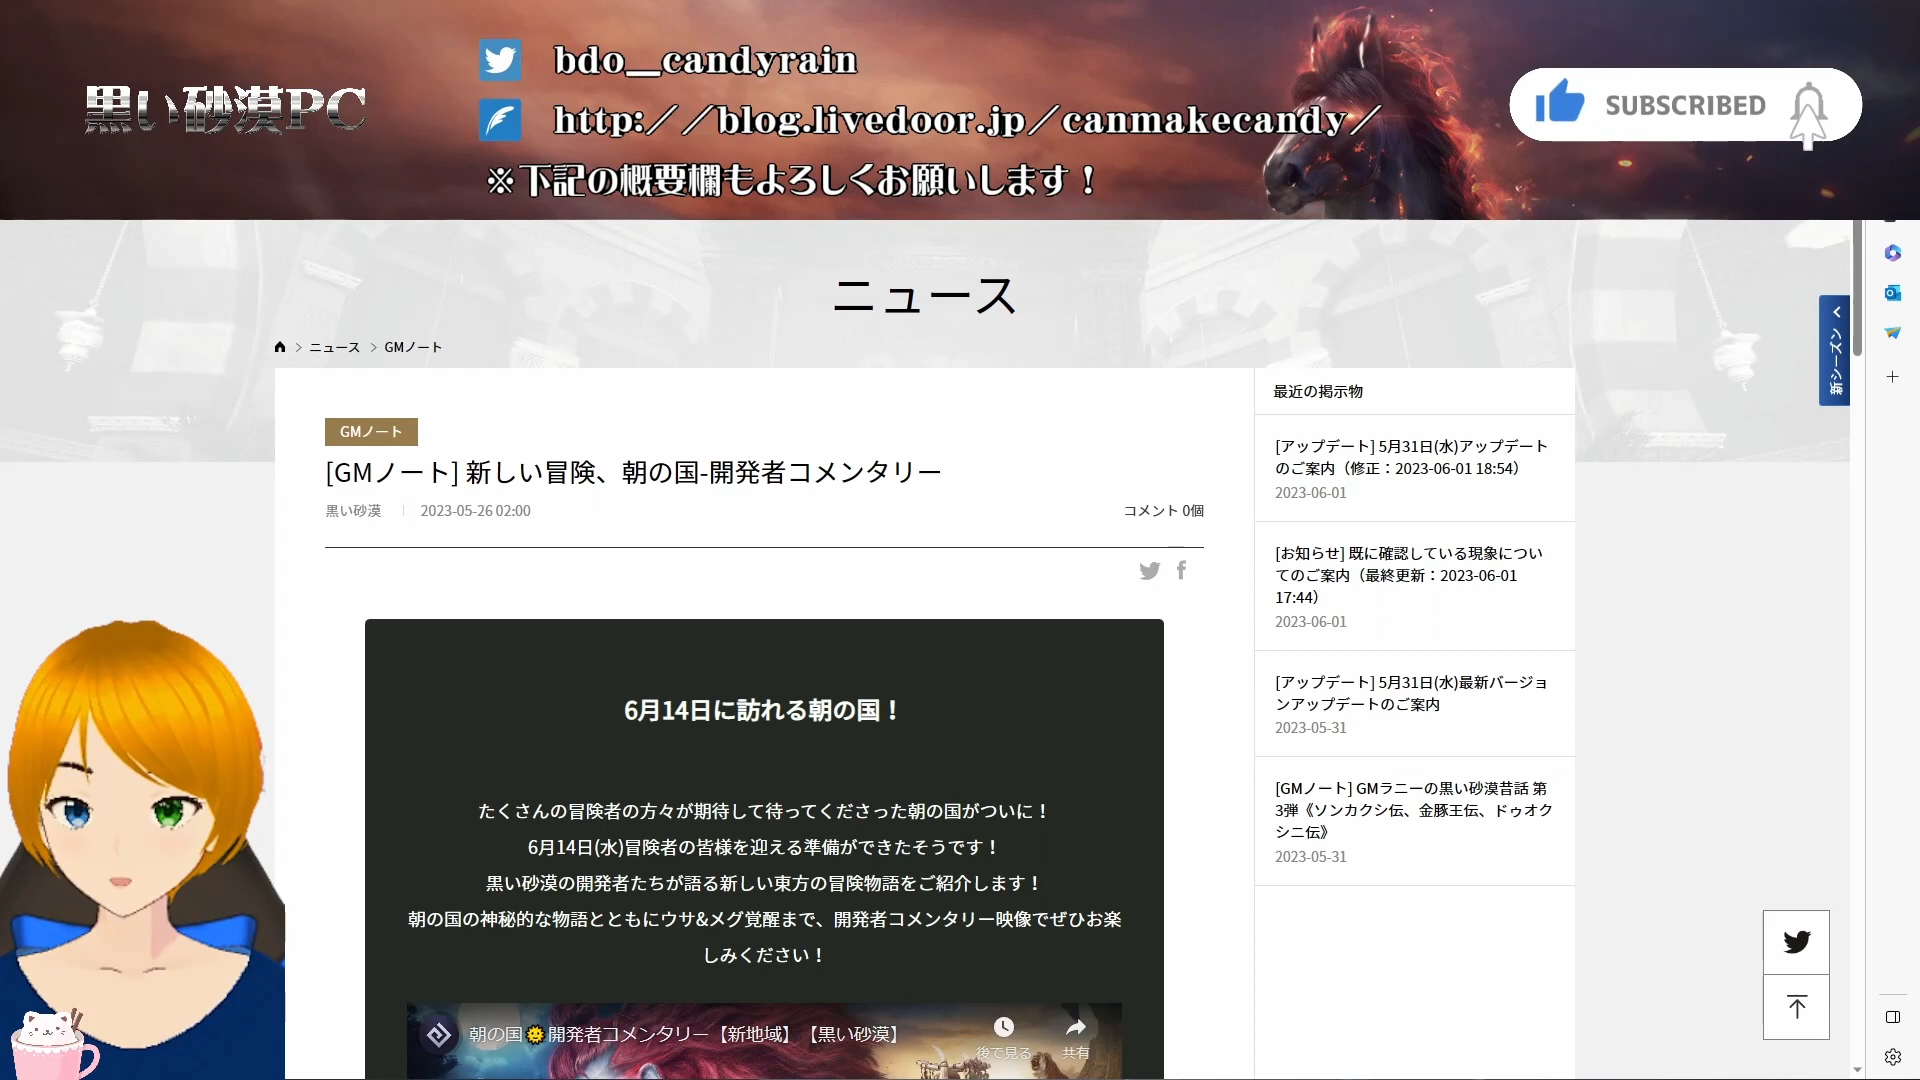 黒い砂漠PC
bdo__candyrain
http://blog.livedoor.jp/canmakecandy/
※下記の概要欄もよろしくお願いします！
SUBSCRIBED
ニュース
ニュース > GMノート
新シーズン
GMノート
[GMノート] 新しい冒険、朝の国-開発者コメンタリー
黒い砂漠 2023-05-26 02:00
コメント 0個
6月14日に訪れる朝の国！
たくさんの冒険者の方々が期待して待ってくださった朝の国がついに！
6月14日(水)冒険者の皆様を迎える準備ができたそうです！
黒い砂漠の開発者たちが語る新しい東方の冒険物語をご紹介します！
朝の国の神秘的な物語とともにウサ&メグ覚醒まで、開発者コメンタリー映像でぜひお楽
しみください！
朝の国🌞開発者コメンタリー【新地域】【黒い砂漠】
後で見る
共有
最近の掲示物
[アップデート] 5月31日(水)アップデート
のご案内（修正：2023-06-01 18:54）
2023-06-01
[お知らせ] 既に確認している現象につい
てのご案内（最終更新：2023-06-01
17:44）
2023-06-01
[アップデート] 5月31日(水)最新バージョ
ンアップデートのご案内
2023-05-31
[GMノート] GMラニーの黒い砂漠昔話 第
3弾《ソンカクシ伝、金豚王伝、ドゥオク
シニ伝》
2023-05-31